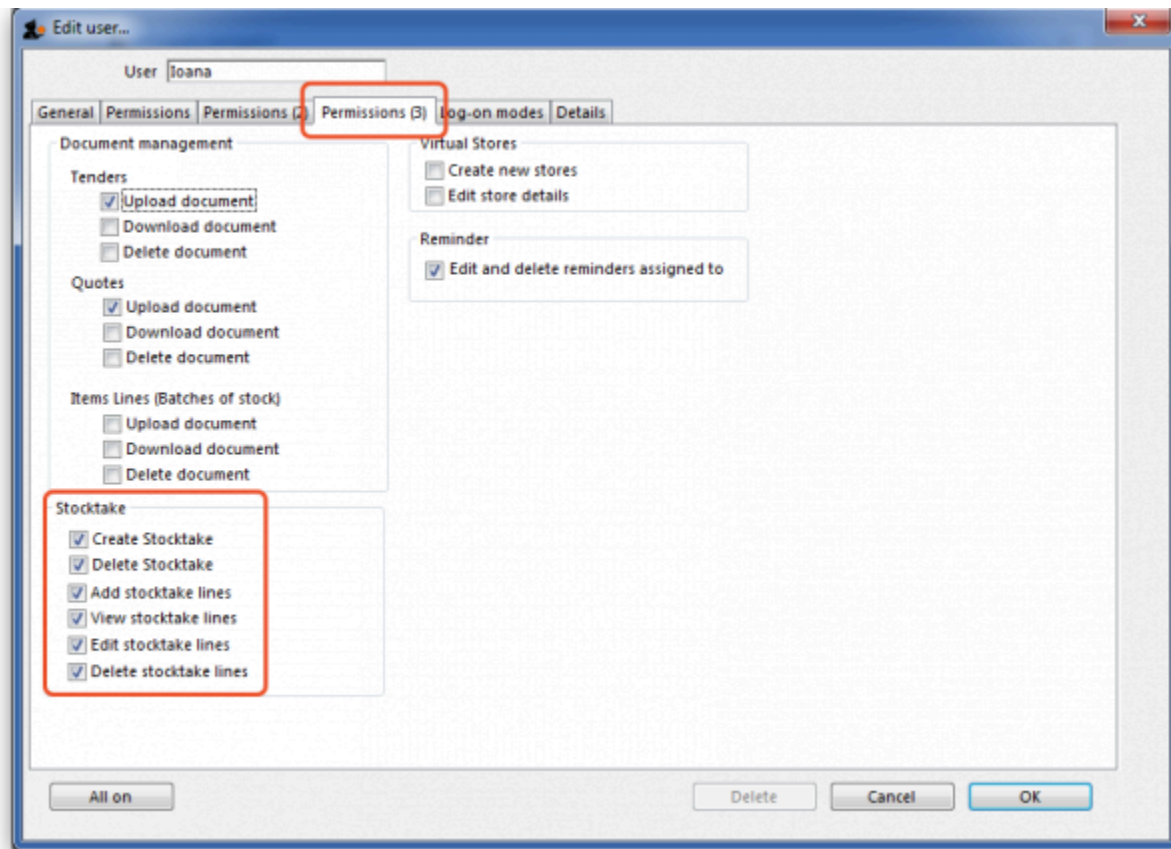 Edit user...
User Ioana
General Permissions Permissions (2) Permissions (3) Log-on modes Details
Document management
Tenders
Upload document
Download document
Delete document
Quotes
Upload document
Download document
Delete document
Items Lines (Batches of stock)
Upload document
Download document
Delete document
Stocktake
Create Stocktake
Delete Stocktake
Add stocktake lines
View stocktake lines
Edit stocktake lines
Delete stocktake lines
Virtual Stores
Create new stores
Edit store details
Reminder
Edit and delete reminders assigned to
All on Delete Cancel OK